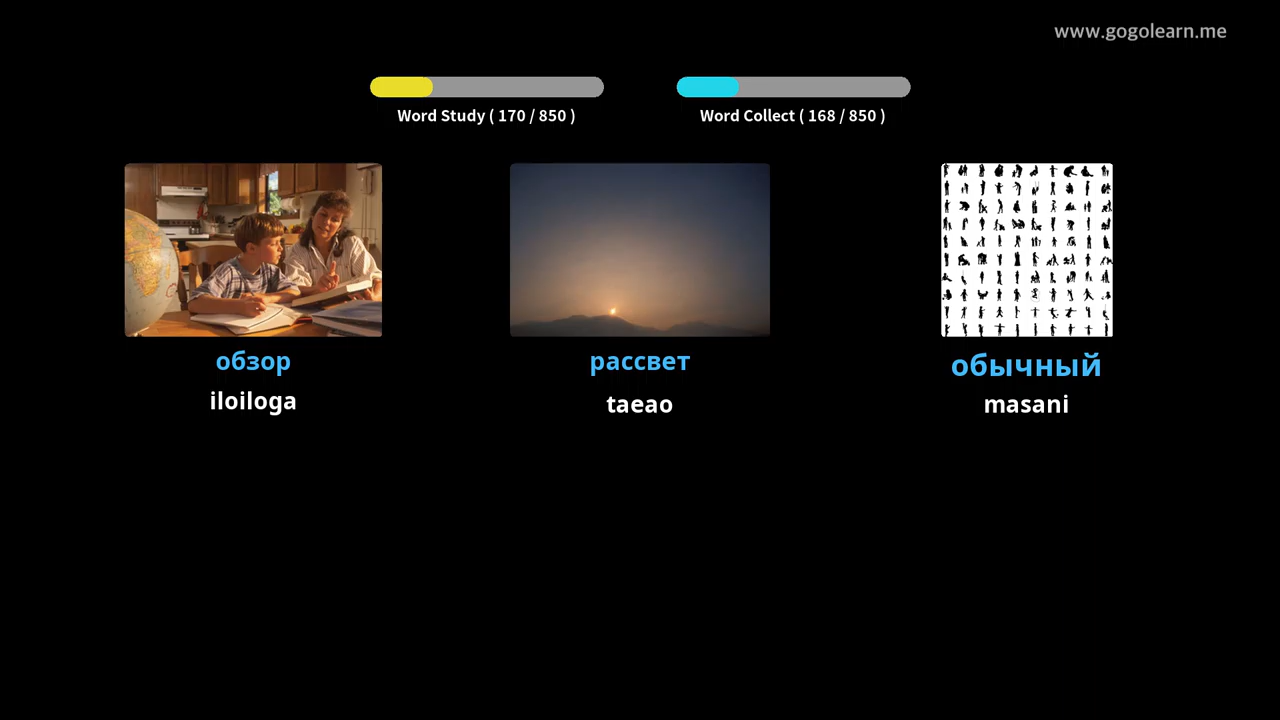 www.gogolearn.me
Word Study ( 170 / 850 )
Word Collect ( 168 / 850 )
обзор
iloiloga
рассвет
taeao
обычный
masani